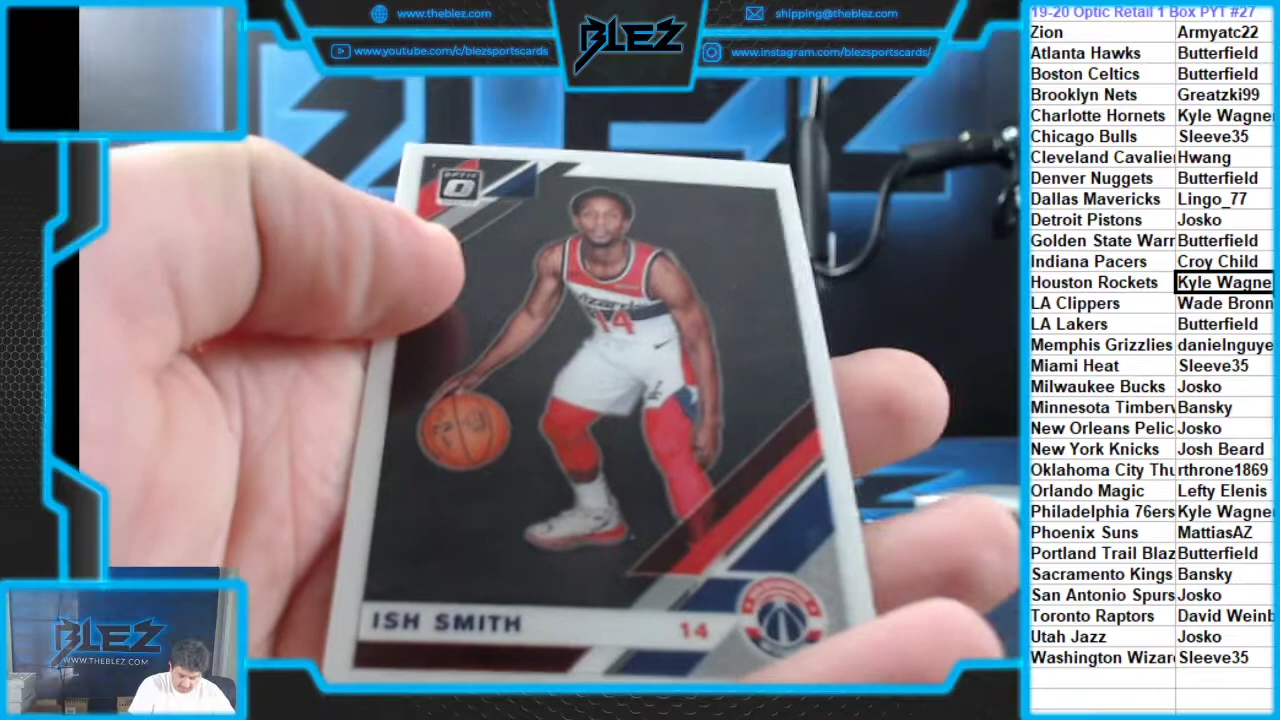 www.theblez.com
www.youtube.com/c/blezsportscards
BLEZ
shipping@theblez.com
www.instagram.com/blezsportscards/
OPTIC
14
ISH SMITH
14
BLEZ
WWW.THEBLEZ.COM
19-20 Optic Retail 1 Box PYT #27
Zion Armyatc22
Atlanta Hawks Butterfield
Boston Celtics Butterfield
Brooklyn Nets Greatzki99
Charlotte Hornets Kyle Wagner
Chicago Bulls Sleeve35
Cleveland Cavalier Hwang
Denver Nuggets Butterfield
Dallas Mavericks Lingo_77
Detroit Pistons Josko
Golden State Warr Butterfield
Indiana Pacers Croy Child
Houston Rockets Kyle Wagne
LA Clippers Wade Bronn
LA Lakers Butterfield
Memphis Grizzlies danielnguye
Miami Heat Sleeve35
Milwaukee Bucks Josko
Minnesota Timberv Bansky
New Orleans Pelic Josko
New York Knicks Josh Beard
Oklahoma City Thu rthrone1869
Orlando Magic Lefty Elenis
Philadelphia 76ers Kyle Wagner
Phoenix Suns MattiasAZ
Portland Trail Blaz Butterfield
Sacramento Kings Bansky
San Antonio Spurs Josko
Toronto Raptors David Weinb
Utah Jazz Josko
Washington Wizar Sleeve35